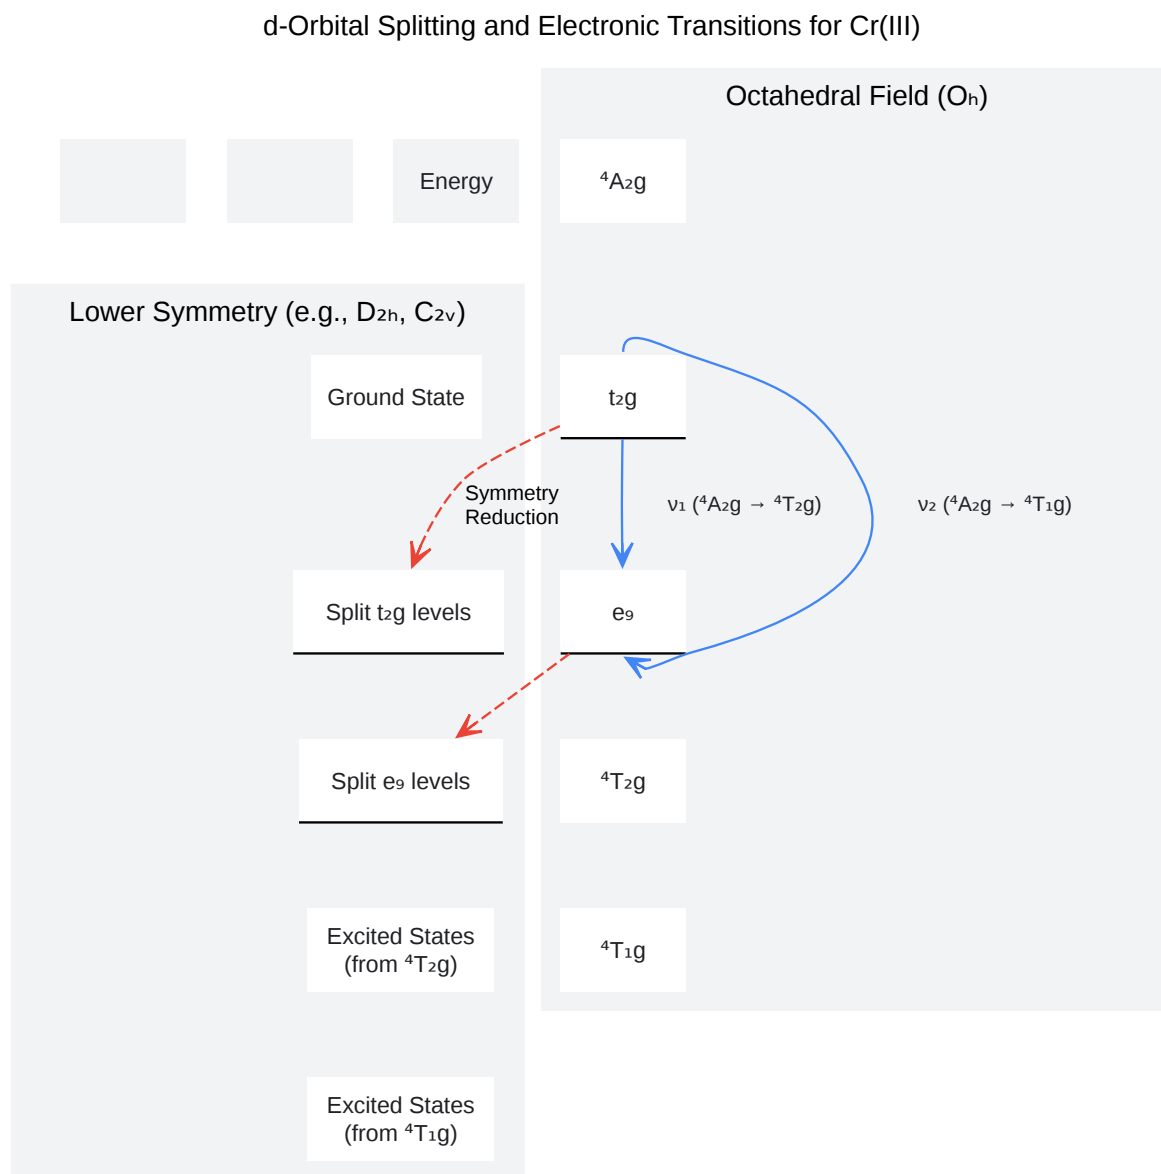 d-Orbital Splitting and Electronic Transitions for Cr(III)
Octahedral Field (Oₕ)
Energy
⁴A₂g
Lower Symmetry (e.g., D₂ₕ, C₂ᵥ)
Ground State
t₂g
Symmetry
Reduction
ν₁ (⁴A₂g → ⁴T₂g)
ν₂ (⁴A₂g → ⁴T₁g)
Split t₂g levels
e₉
Split e₉ levels
⁴T₂g
Excited States
(from ⁴T₂g)
⁴T₁g
Excited States
(from ⁴T₁g)